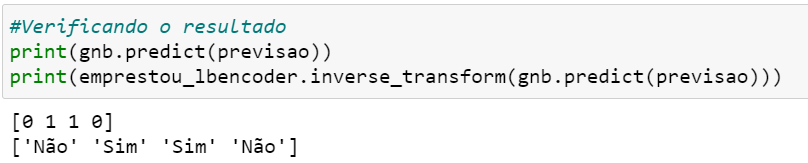 #Verificando o resultado
print(gnb.predict(previsao))
print(emprestou_lbencoder.inverse_transform(gnb.predict(previsao)))
[0 1 1 0]
['Não' 'Sim' 'Sim' 'Não']